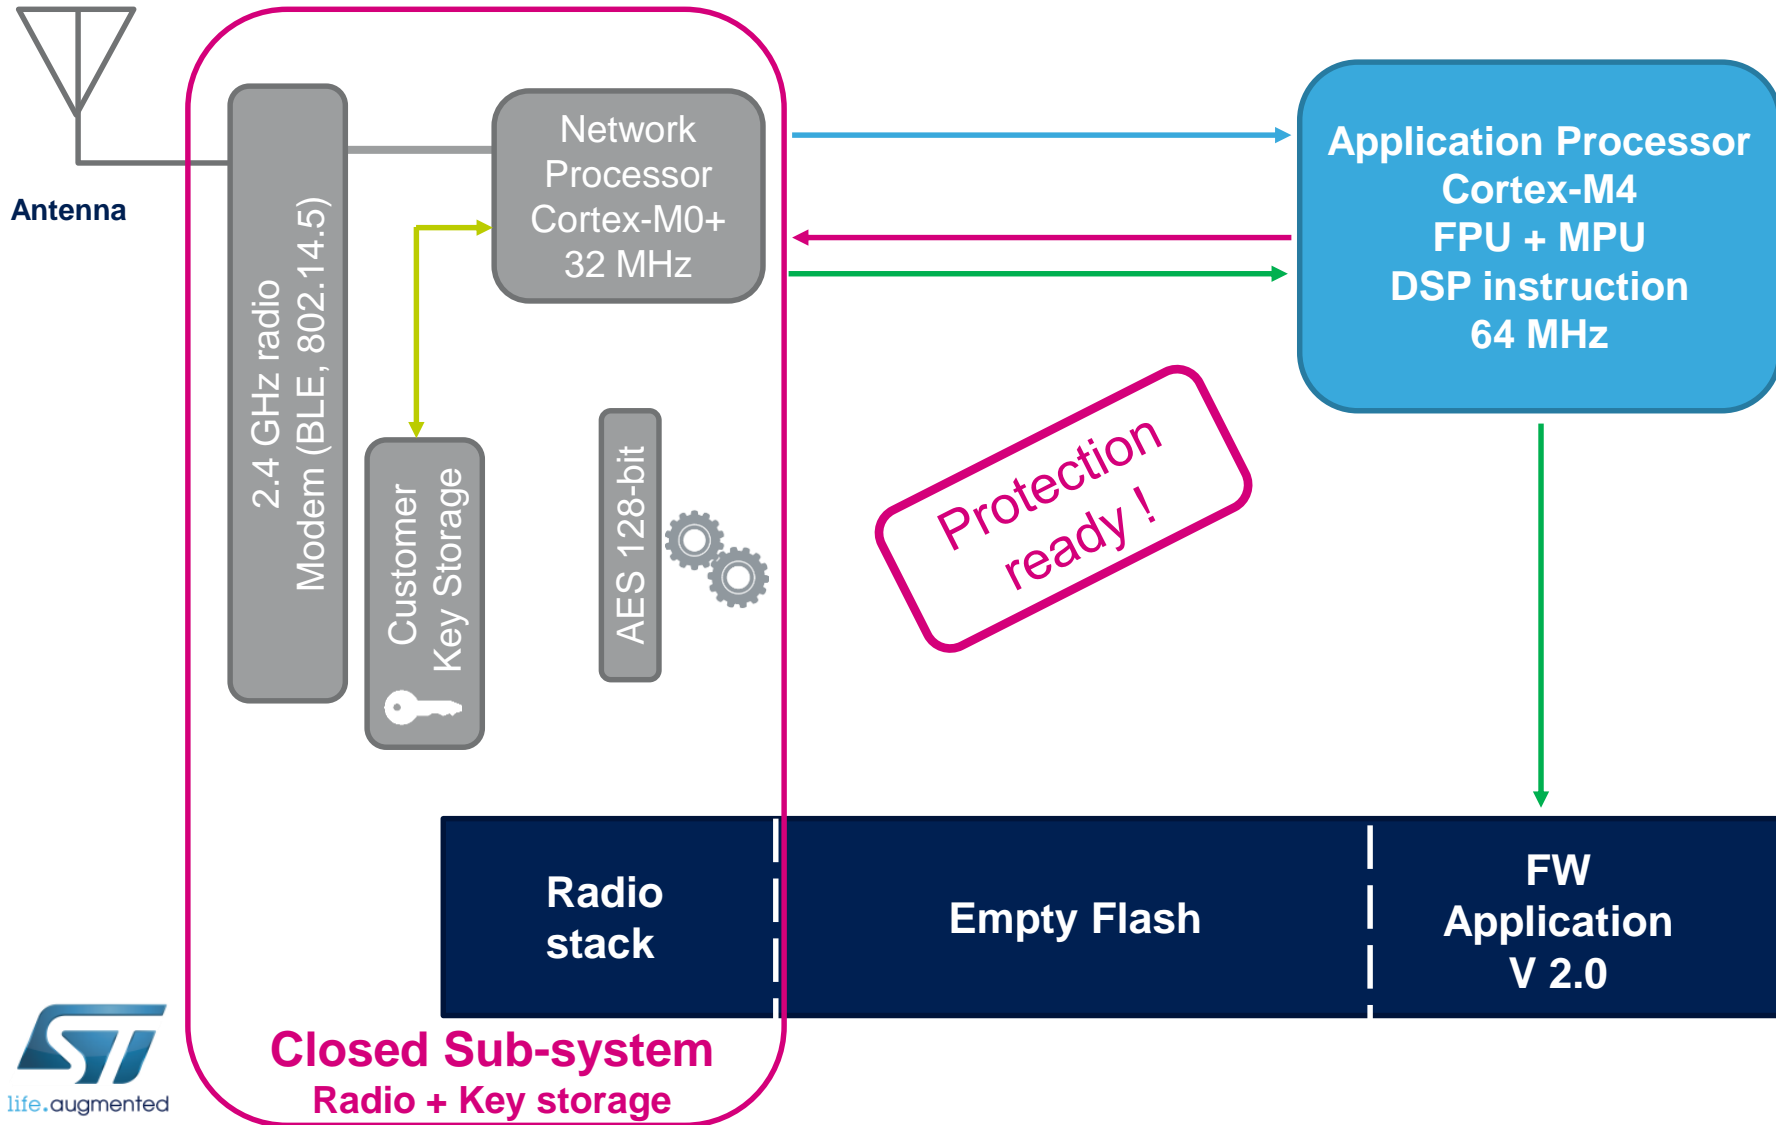 Antenna
2.4 GHz radio
Modem (BLE, 802.14.5)
Network
Processor
Cortex-M0+
32 MHz
Customer
Key Storage
AES 128-bit
Application Processor
Cortex-M4
FPU + MPU
DSP instruction
64 MHz
Protection
ready !
Radio
stack
Empty Flash
FW
Application
V 2.0
Closed Sub-system
Radio + Key storage
ST
life.augmented